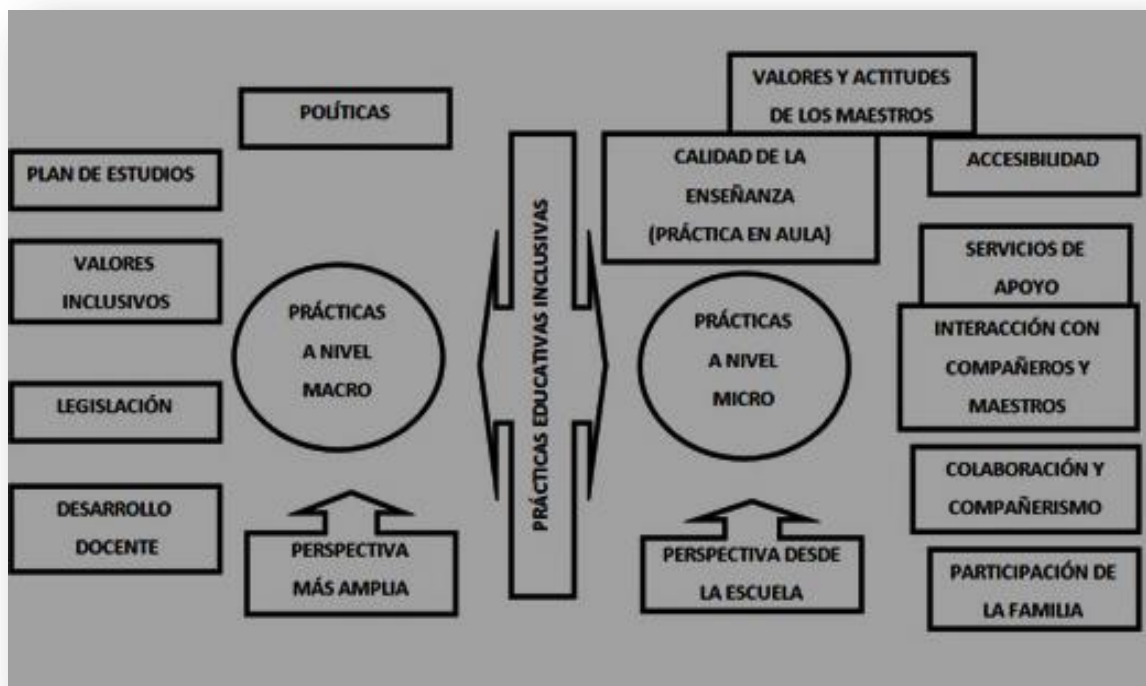 POLÍTICAS
PLAN DE ESTUDIOS
VALORES
INCLUSIVOS
LEGISLACIÓN
DESARROLLO
DOCENTE
PRÁCTICAS
A NIVEL
MACRO
PERSPECTIVA
MÁS AMPLIA
PRÁCTICAS EDUCATIVAS INCLUSIVAS
VALORES Y ACTITUDES
DE LOS MAESTROS
CALIDAD DE LA
ENSEÑANZA
(PRÁCTICA EN AULA)
PRÁCTICAS
A NIVEL
MICRO
PERSPECTIVA DESDE
LA ESCUELA
ACCESIBILIDAD
SERVICIOS DE
APOYO
INTERACCIÓN CON
COMPAÑEROS Y
MAESTROS
COLABORACIÓN Y
COMPAÑERISMO
PARTICIPACIÓN DE
LA FAMILIA